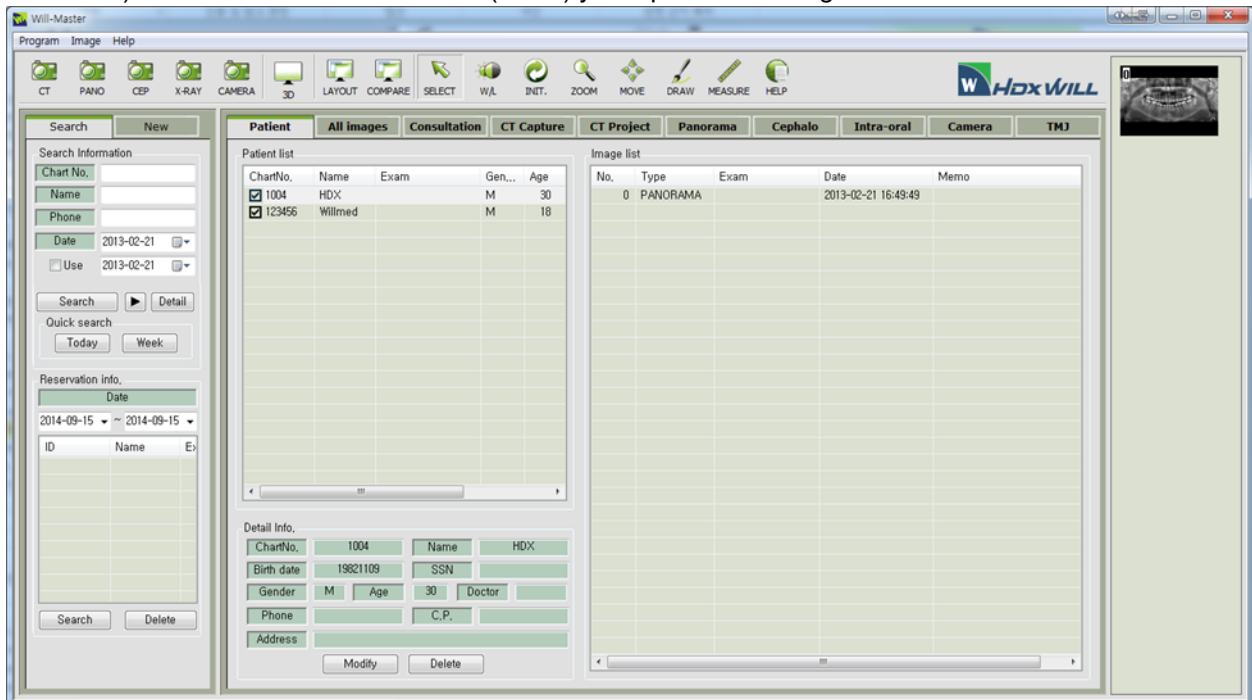 Will-Master
Program Image Help
CT PANO CEP X-RAY CAMERA 3D LAYOUT COMPARE SELECT W/L INIT. ZOOM MOVE DRAW MEASURE HELP
W HDX WILL
0
Search New
Patient All images Consultation CT Capture CT Project Panorama Cephalo Intra-oral Camera TMJ
Search Information
Chart No,
Name
Phone
Date 2013-02-21
Use 2013-02-21
Search Detail
Quick search
Today Week
Reservation info,
Date
2014-09-15 ~ 2014-09-15
ID Name Ex
Search Delete
Patient list
ChartNo, Name Exam Gen... Age
1004 HDX M 30
123456 Willmed M 18
Detail Info,
ChartNo, 1004 Name HDX
Birth date 19821109 SSN
Gender M Age 30 Doctor
Phone C,P,
Address
Modify Delete
Image list
No, Type Exam Date Memo
0 PANORAMA 2013-02-21 16:49:49